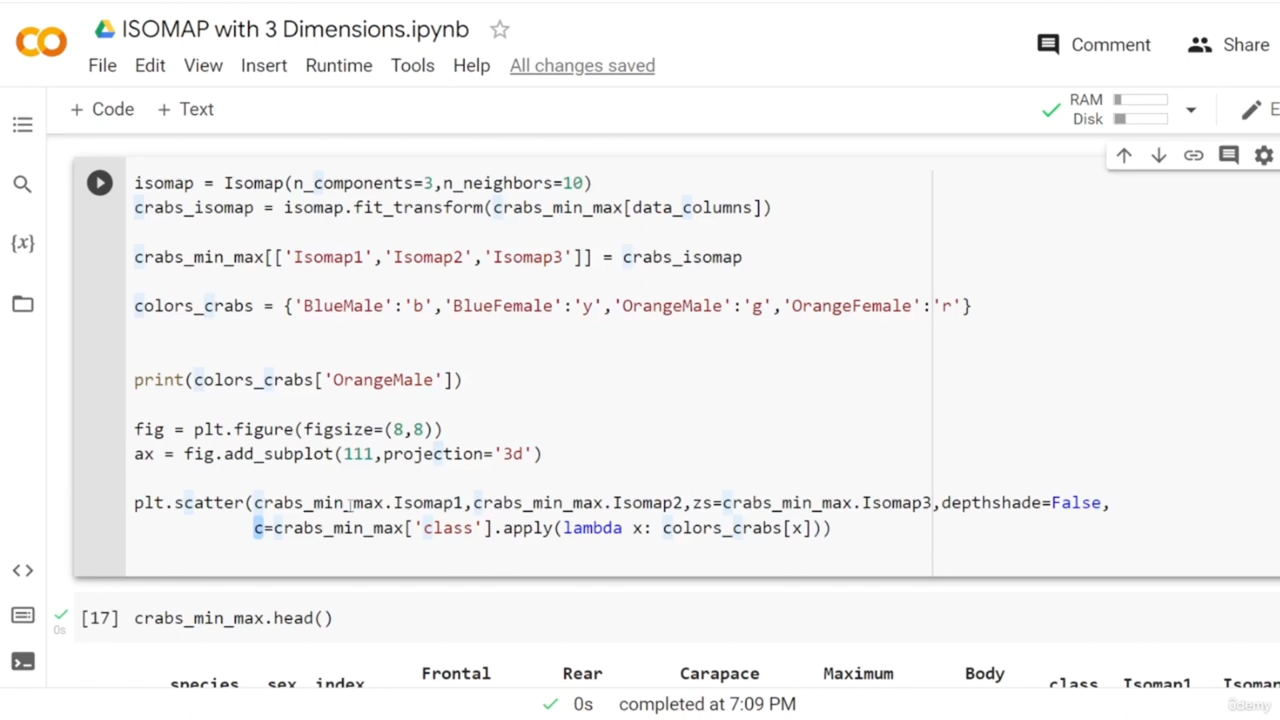 ISOMAP with 3 Dimensions.ipynb
Comment Share
File Edit View Insert Runtime Tools Help All changes saved
+ Code + Text
RAM
Disk
E
isomap = Isomap(n_components=3,n_neighbors=10)
crabs_isomap = isomap.fit_transform(crabs_min_max[data_columns])
crabs_min_max[['Isomap1','Isomap2','Isomap3']] = crabs_isomap
colors_crabs = {'BlueMale':'b','BlueFemale':'y','OrangeMale':'g','OrangeFemale':'r'}
print(colors_crabs['OrangeMale'])
fig = plt.figure(figsize=(8,8))
ax = fig.add_subplot(111,projection='3d')
plt.scatter(crabs_min_max.Isomap1,crabs_min_max.Isomap2,zs=crabs_min_max.Isomap3,depthshade=False,
c=crabs_min_max['class'].apply(lambda x: colors_crabs[x]))
[17] crabs_min_max.head()
0s
Frontal Rear Carapace Maximum Body
species sex index class Isomap1 Isomap
0s completed at 7:09 PM
ûdemy